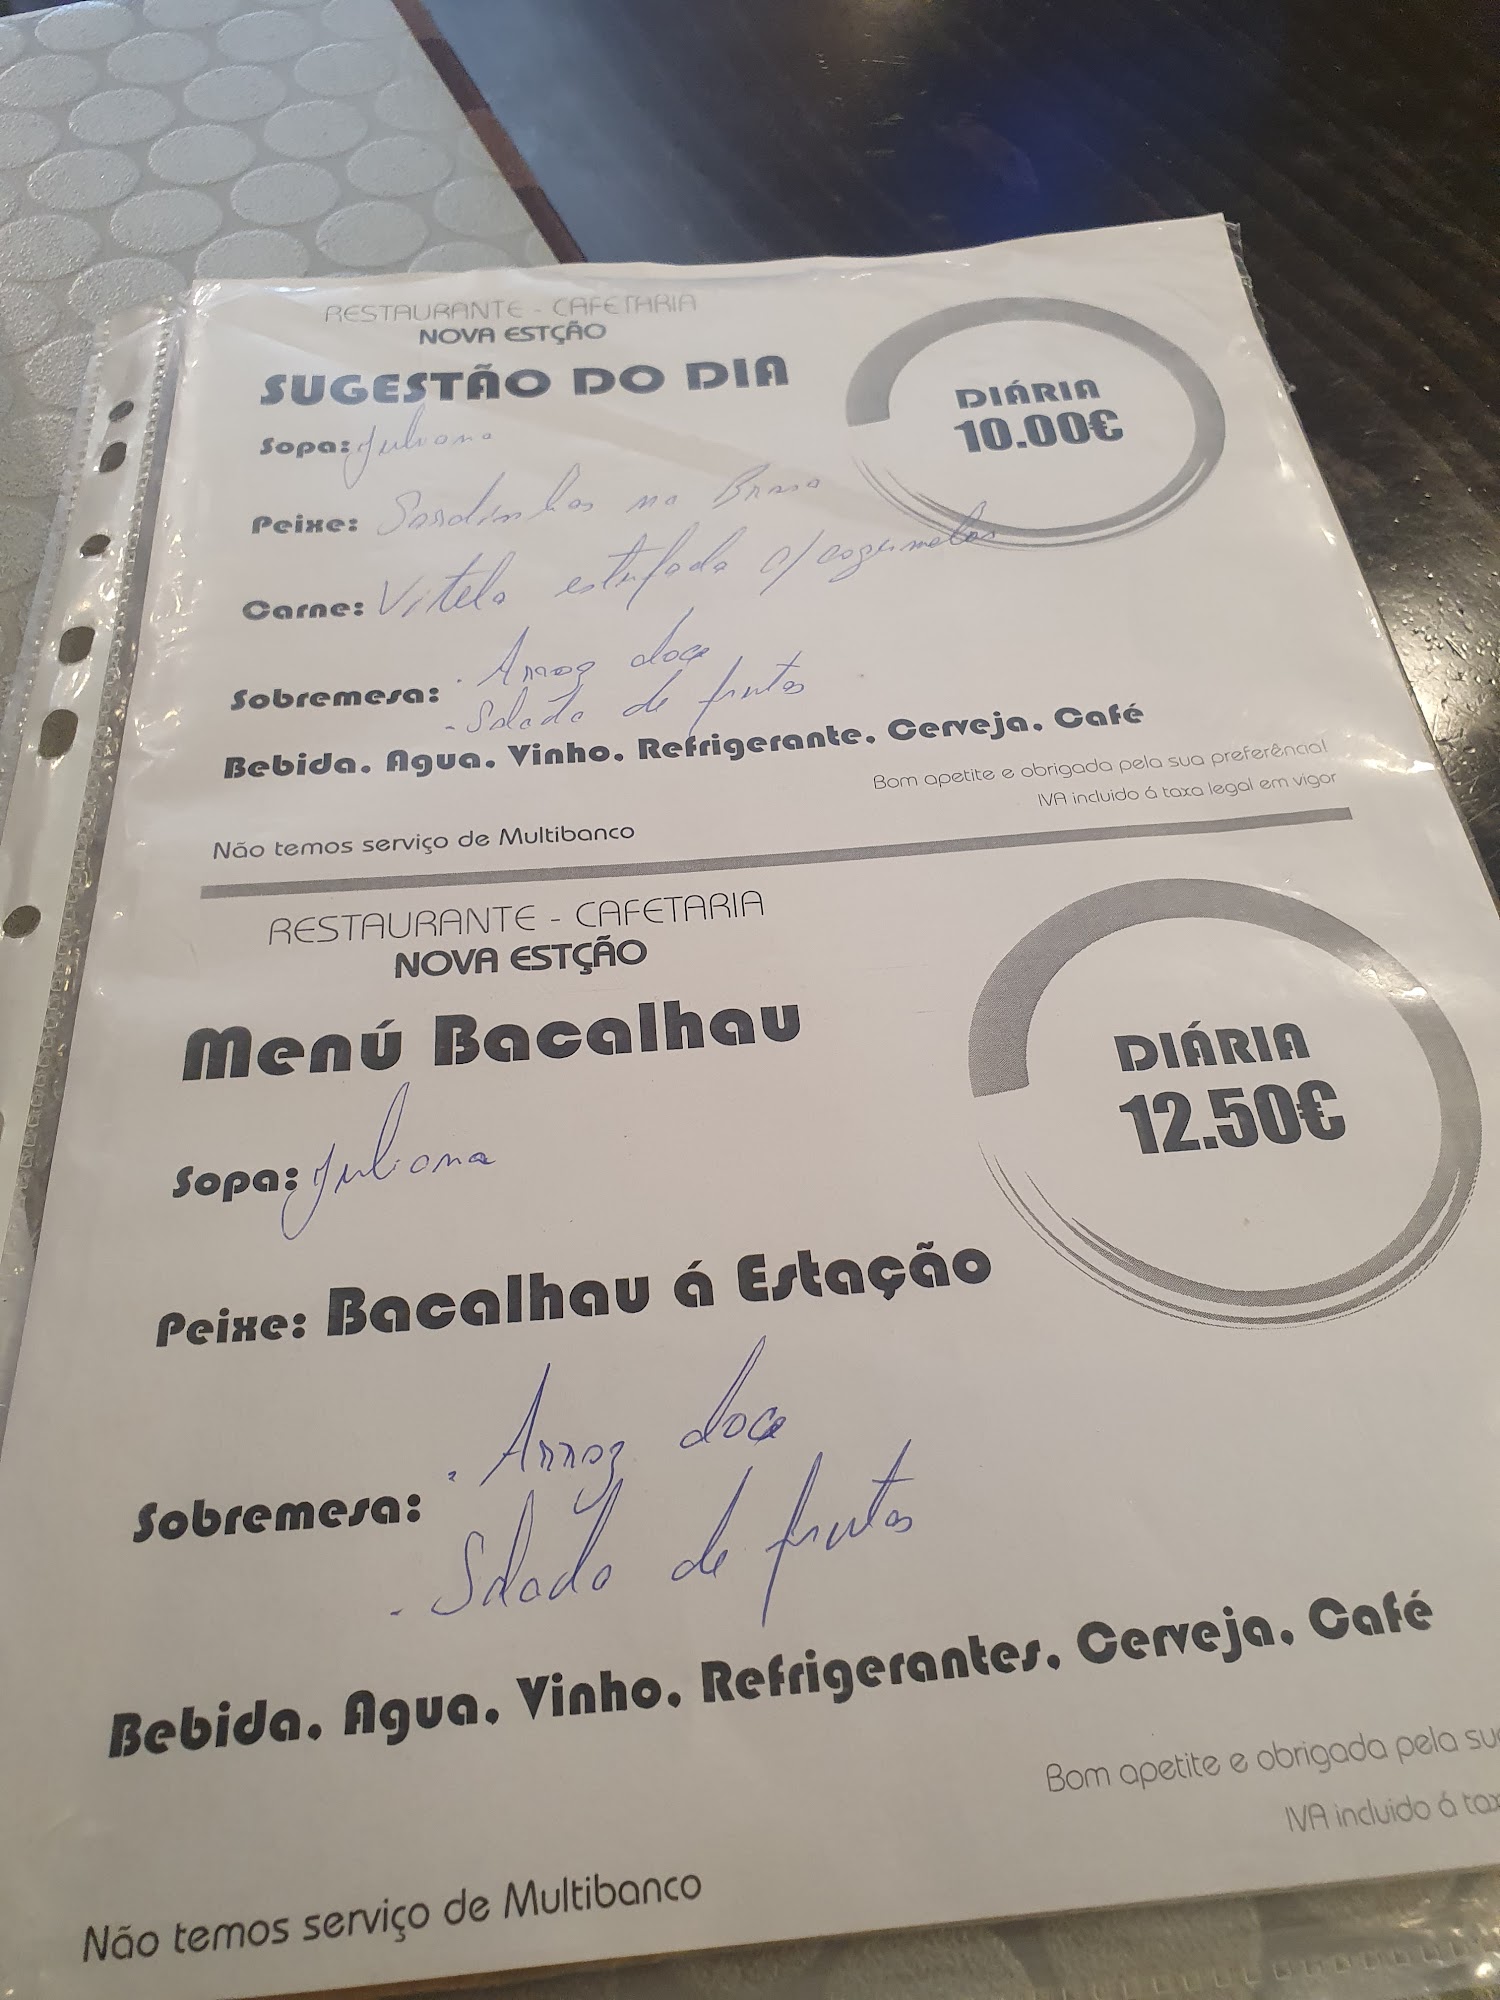 RESTAURANTE - CAFETARIA
NOVA ESTÇÃO
SUGESTÃO DO DIA
DIÁRIA
10.00€
Sopa: Juliana
Peixe: Sardinhas na Brasa
Carne: Vitela estufada c/cogumelos
Sobremesa: . Arroz doce
- Salada de frutas
Bebida. Agua. Vinho. Refrigerante. Cerveja. Café
Bom apetite e obrigada pela sua preferência!
IVA incluido á taxa legal em vigor
Não temos serviço de Multibanco
RESTAURANTE - CAFETARIA
NOVA ESTÇÃO
Menú Bacalhau
DIÁRIA
12.50€
Sopa: Juliana
Peixe: Bacalhau á Estação
Sobremesa: . Arroz doce
- Salada de frutas
Bebida. Agua. Vinho. Refrigerantes. Cerveja. Café
Bom apetite e obrigada pela su
IVA incluido á tax
Não temos serviço de Multibanco